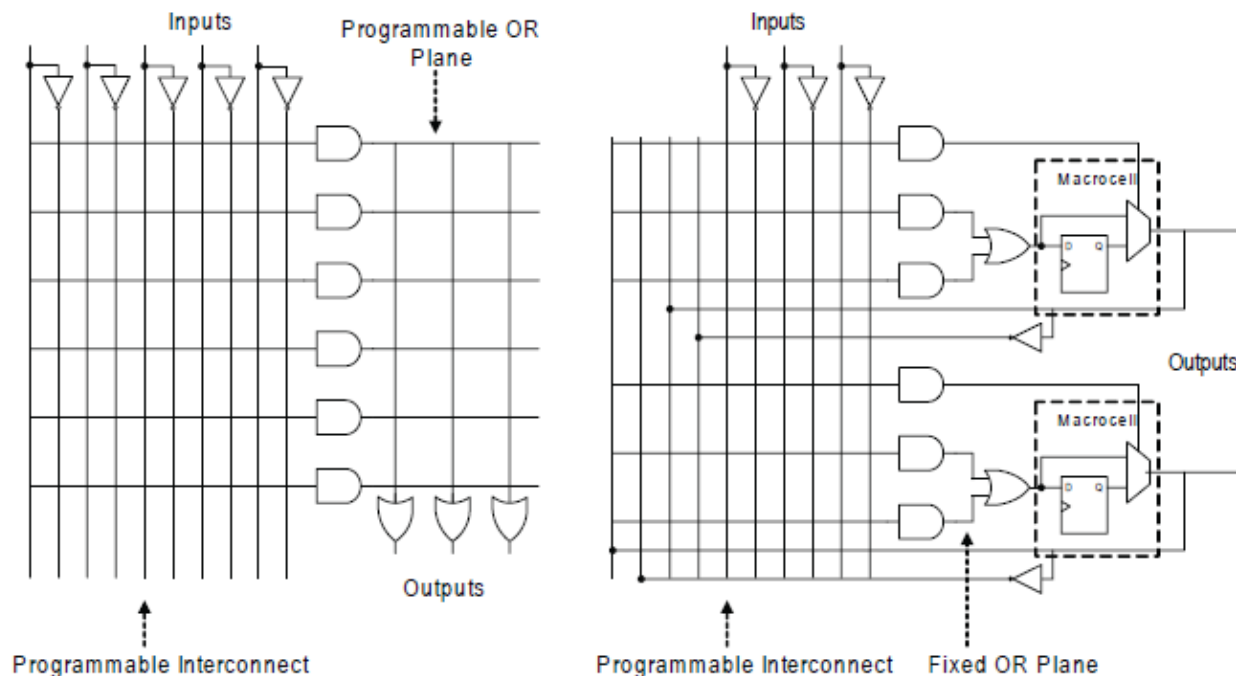 Inputs
Programmable OR
Plane
Outputs
Programmable Interconnect
Inputs
Macrocell
D Q
Outputs
Macrocell
D Q
Programmable Interconnect
Fixed OR Plane